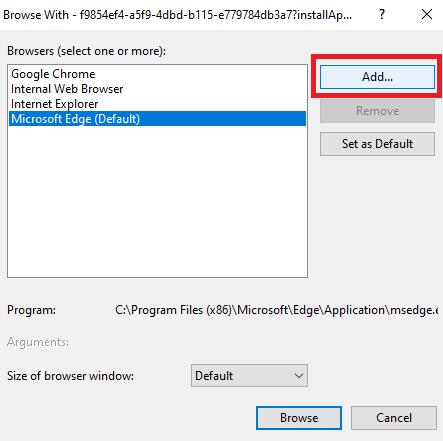 Browse With - f9854ef4-a5f9-4dbd-b115-e779784db3a7?installAp...
Browsers (select one or more):
Google Chrome
Internal Web Browser
Internet Explorer
Microsoft Edge (Default)
Add...
Remove
Set as Default
Program: C:\Program Files (x86)\Microsoft\Edge\Application\msedge.e
Arguments:
Size of browser window: Default
Browse Cancel